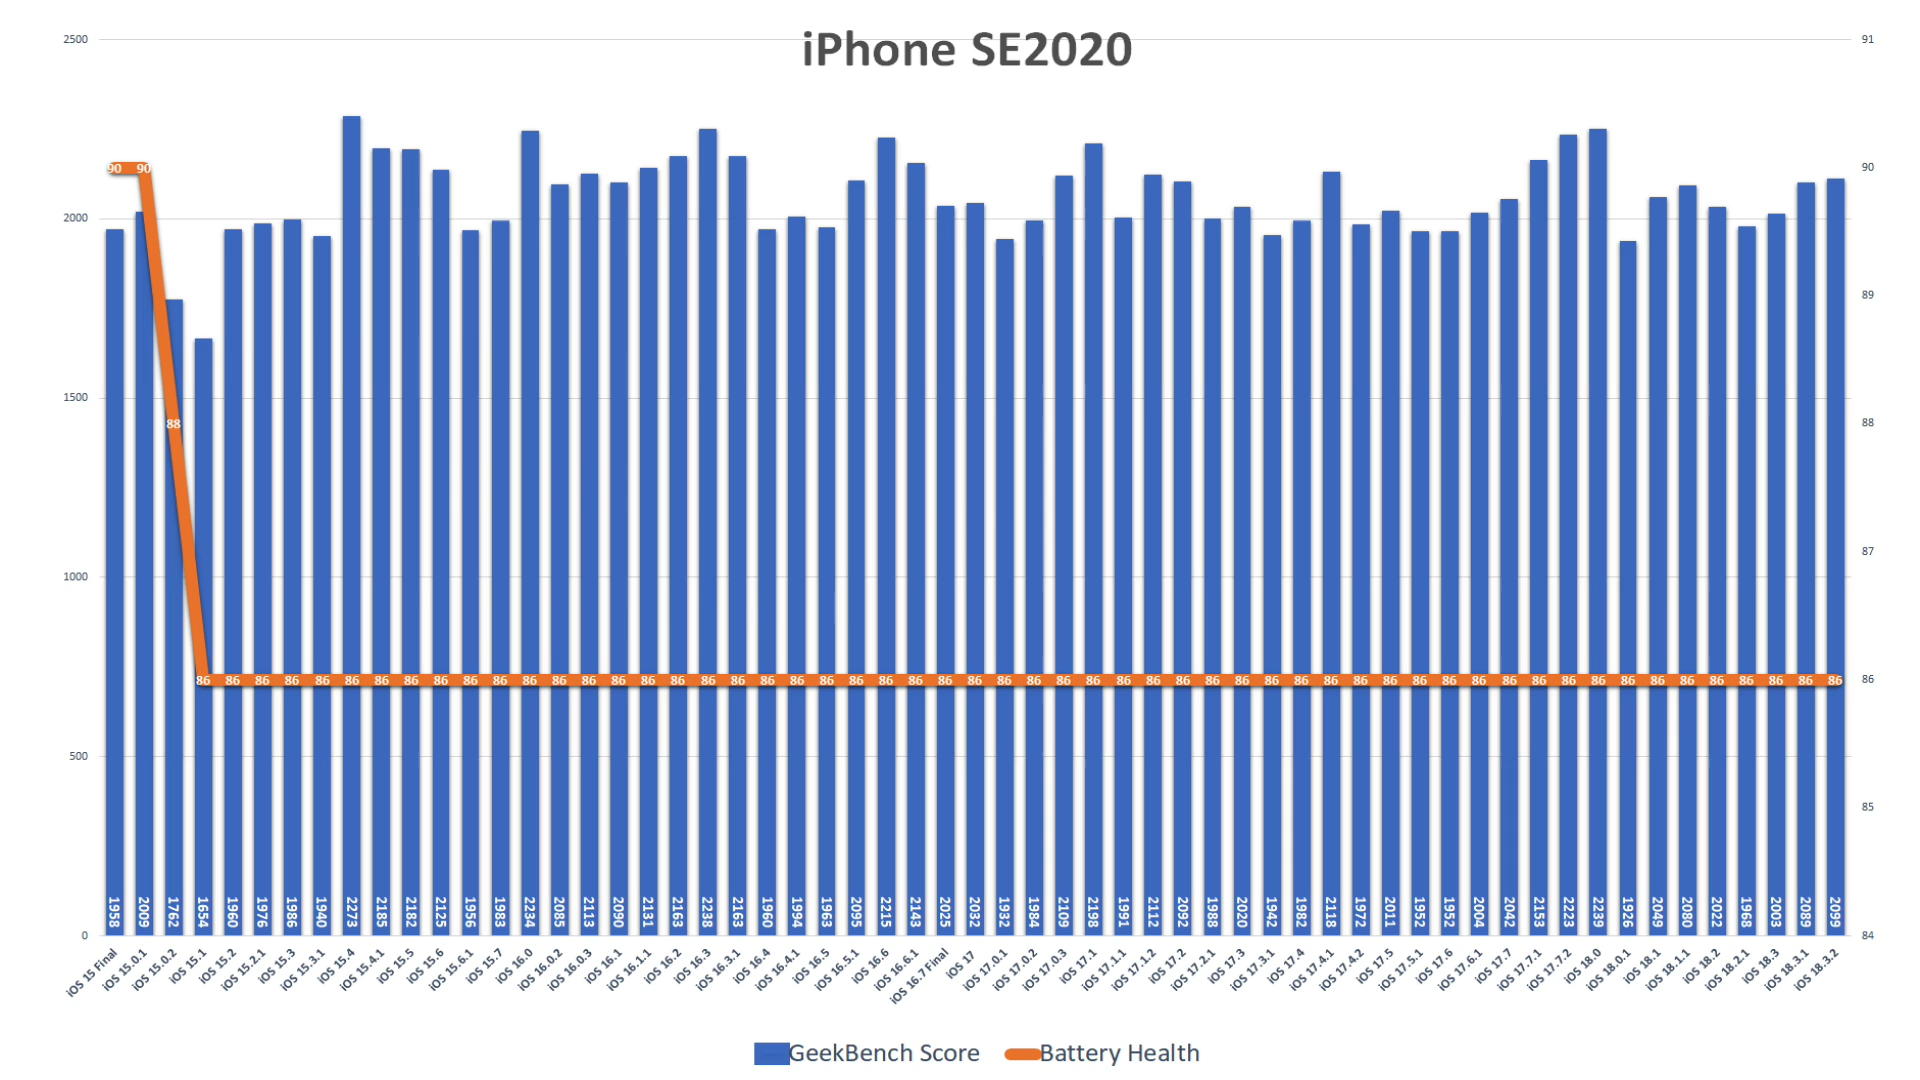 iPhone SE2020
2500
2000
1500
1000
500
0
91
90
89
88
87
86
85
84
90 90 88 86 86 86 86 86 86 86 86 86 86 86 86 86 86 86 86 86 86 86 86 86 86 86 86 86 86 86 86 86 86 86 86 86 86 86 86 86 86 86 86 86 86 86 86 86 86 86 86 86 86 86 86 86 86 86 86
1958 2009 1762 1654 1960 1976 1986 1940 2273 2185 2182 2125 1956 1983 2234 2085 2113 2090 2131 2163 2238 2163 1960 1994 1963 2095 2215 2143 2025 2032 1932 1984 2109 2198 1991 2112 2092 1988 2020 1942 1982 2118 1972 2011 1952 1952 2004 2042 2153 2223 2239 1926 2049 2080 2022 1968 2003 2089 2099
iOS 15 Final
iOS 15.0.1
iOS 15.0.2
iOS 15.1
iOS 15.2
iOS 15.2.1
iOS 15.3
iOS 15.3.1
iOS 15.4
iOS 15.4.1
iOS 15.5
iOS 15.6
iOS 15.6.1
iOS 15.7
iOS 16.0
iOS 16.0.2
iOS 16.0.3
iOS 16.1
iOS 16.1.1
iOS 16.2
iOS 16.3
iOS 16.3.1
iOS 16.4
iOS 16.4.1
iOS 16.5
iOS 16.5.1
iOS 16.6
iOS 16.6.1
iOS 16.7 Final
iOS 17
iOS 17.0.1
iOS 17.0.2
iOS 17.0.3
iOS 17.1
iOS 17.1.1
iOS 17.1.2
iOS 17.2
iOS 17.2.1
iOS 17.3
iOS 17.3.1
iOS 17.4
iOS 17.4.1
iOS 17.4.2
iOS 17.5
iOS 17.5.1
iOS 17.6
iOS 17.6.1
iOS 17.7
iOS 17.7.1
iOS 17.7.2
iOS 18.0
iOS 18.0.1
iOS 18.1
iOS 18.1.1
iOS 18.2
iOS 18.2.1
iOS 18.3
iOS 18.3.1
iOS 18.3.2
GeekBench Score
Battery Health